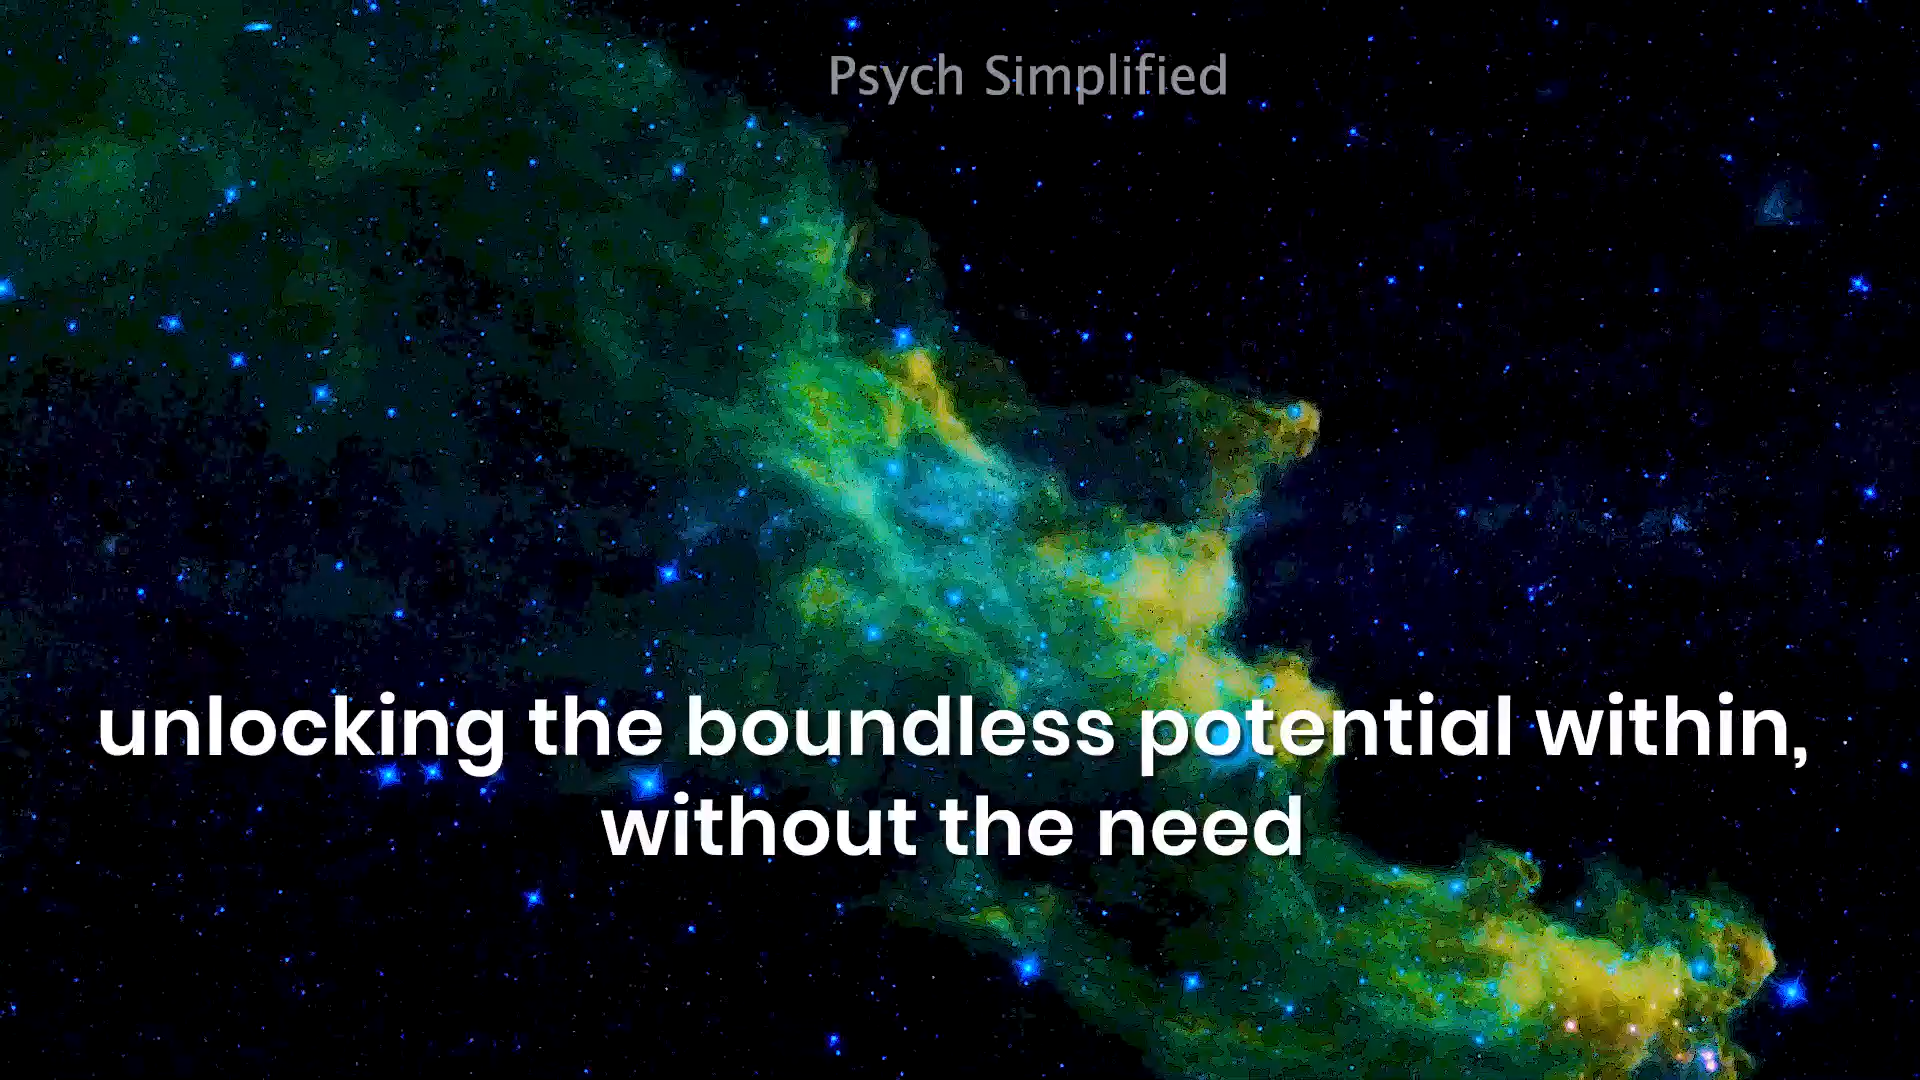 Psych Simplified
unlocking the boundless potential within,
without the need